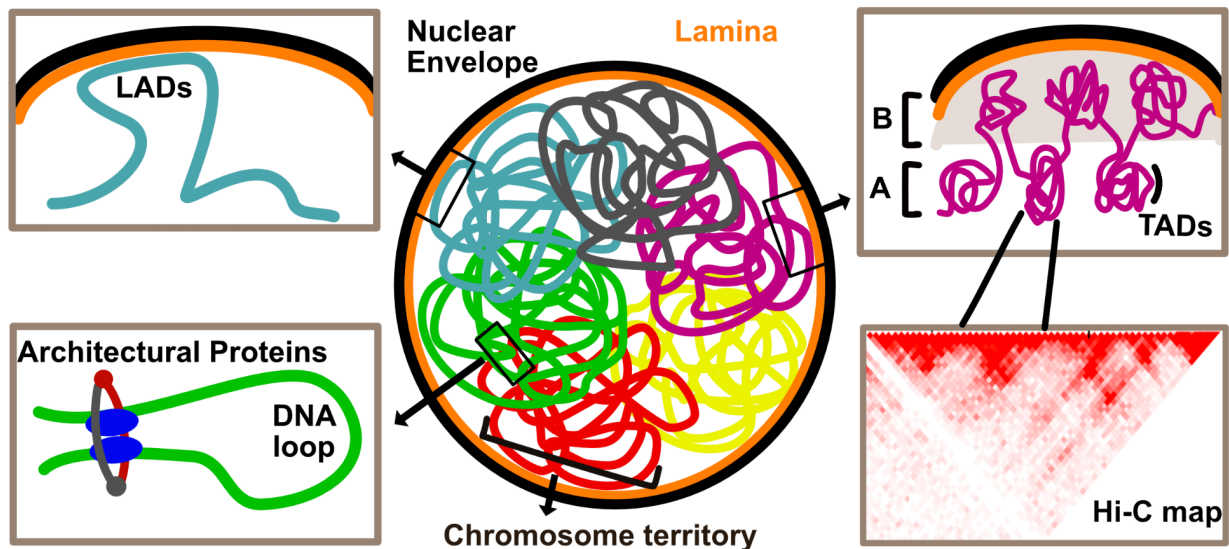 LADs
Nuclear
Envelope
Lamina
B
A
TADs
Architectural Proteins
DNA
loop
Chromosome territory
Hi-C map